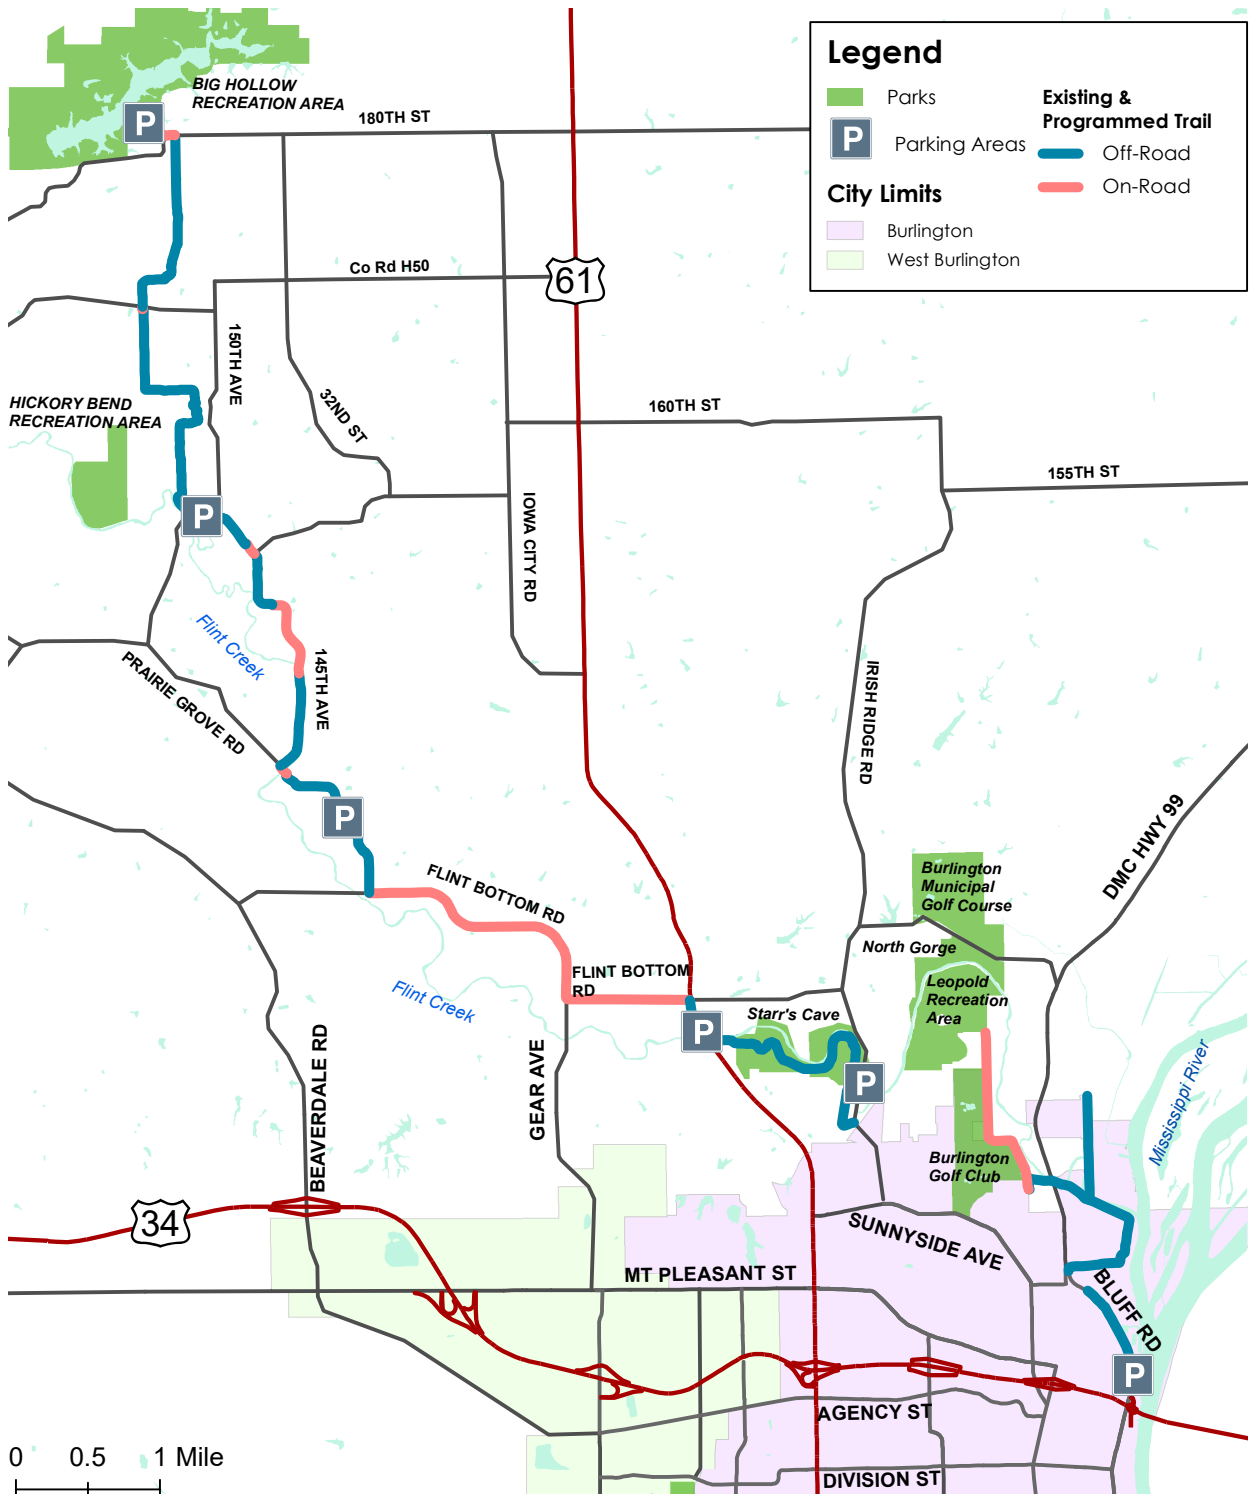 Legend
Parks
P
Parking Areas
Existing &
Programmed Trail
Off-Road
On-Road
City Limits
Burlington
West Burlington
BIG HOLLOW
RECREATION AREA
P
180TH ST
Co Rd H50
61
150TH AVE
32ND ST
HICKORY BEND
RECREATION AREA
160TH ST
155TH ST
P
IOWA CITY RD
Flint Creek
PRAIRIE GROVE RD
145TH AVE
IRISH RIDGE RD
P
DMC HWY 99
FLINT BOTTOM RD
Burlington
Municipal
Golf Course
North Gorge
FLINT BOTTOM
RD
Flint Creek
Leopold
Recreation
Area
Starr's Cave
P
P
BEAVERDALE RD
GEAR AVE
Mississippi River
Burlington
Golf Club
34
SUNNYSIDE AVE
MT PLEASANT ST
BLUFF RD
P
AGENCY ST
DIVISION ST
0 0.5 1 Mile